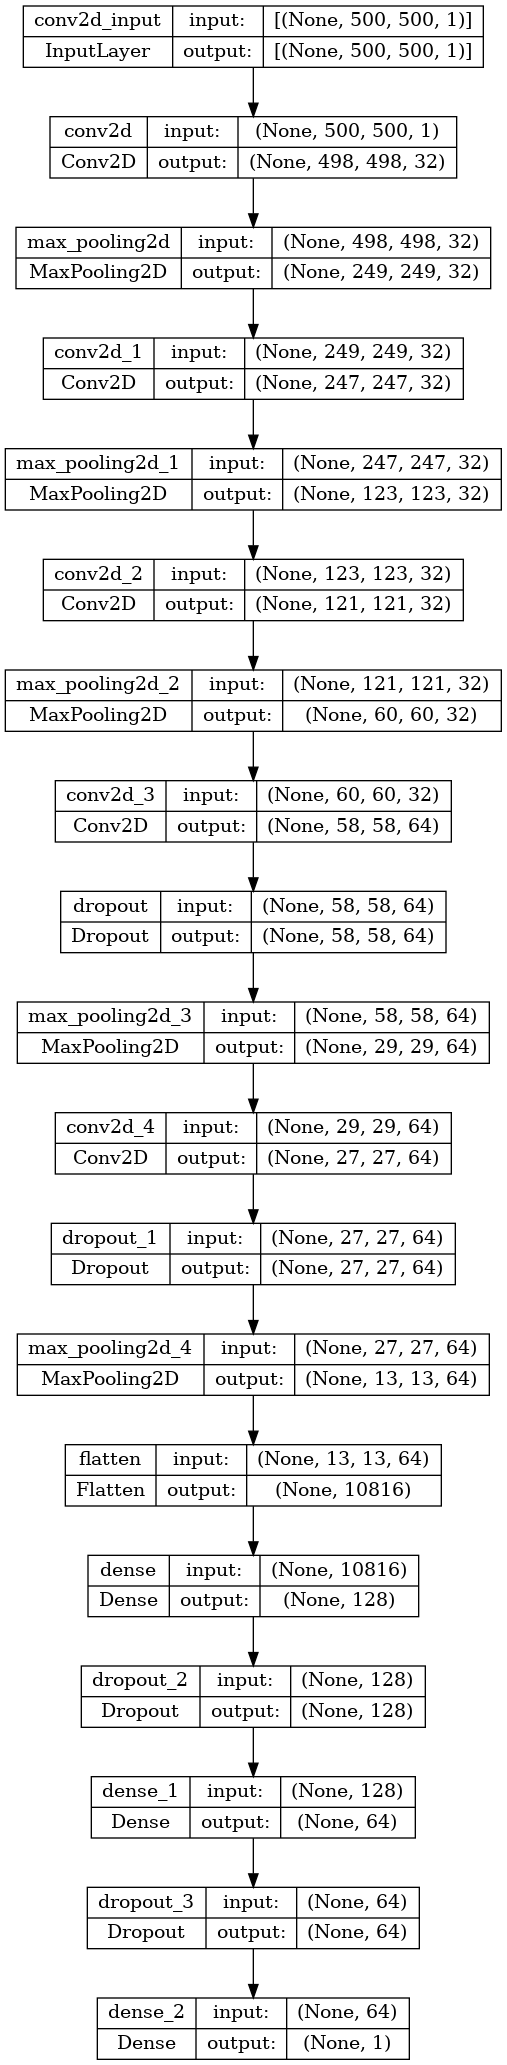 conv2d_input input: [(None, 500, 500, 1)]
InputLayer output: [(None, 500, 500, 1)]
conv2d input: (None, 500, 500, 1)
Conv2D output: (None, 498, 498, 32)
max_pooling2d input: (None, 498, 498, 32)
MaxPooling2D output: (None, 249, 249, 32)
conv2d_1 input: (None, 249, 249, 32)
Conv2D output: (None, 247, 247, 32)
max_pooling2d_1 input: (None, 247, 247, 32)
MaxPooling2D output: (None, 123, 123, 32)
conv2d_2 input: (None, 123, 123, 32)
Conv2D output: (None, 121, 121, 32)
max_pooling2d_2 input: (None, 121, 121, 32)
MaxPooling2D output: (None, 60, 60, 32)
conv2d_3 input: (None, 60, 60, 32)
Conv2D output: (None, 58, 58, 64)
dropout input: (None, 58, 58, 64)
Dropout output: (None, 58, 58, 64)
max_pooling2d_3 input: (None, 58, 58, 64)
MaxPooling2D output: (None, 29, 29, 64)
conv2d_4 input: (None, 29, 29, 64)
Conv2D output: (None, 27, 27, 64)
dropout_1 input: (None, 27, 27, 64)
Dropout output: (None, 27, 27, 64)
max_pooling2d_4 input: (None, 27, 27, 64)
MaxPooling2D output: (None, 13, 13, 64)
flatten input: (None, 13, 13, 64)
Flatten output: (None, 10816)
dense input: (None, 10816)
Dense output: (None, 128)
dropout_2 input: (None, 128)
Dropout output: (None, 128)
dense_1 input: (None, 128)
Dense output: (None, 64)
dropout_3 input: (None, 64)
Dropout output: (None, 64)
dense_2 input: (None, 64)
Dense output: (None, 1)